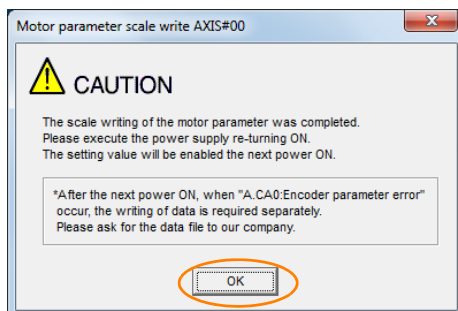 Motor parameter scale write AXIS#00
CAUTION
The scale writing of the motor parameter was completed.
Please execute the power supply re-turning ON.
The setting value will be enabled the next power ON.
*After the next power ON, when "A.CA0:Encoder parameter error"
occur, the writing of data is required separately.
Please ask for the data file to our company.
OK